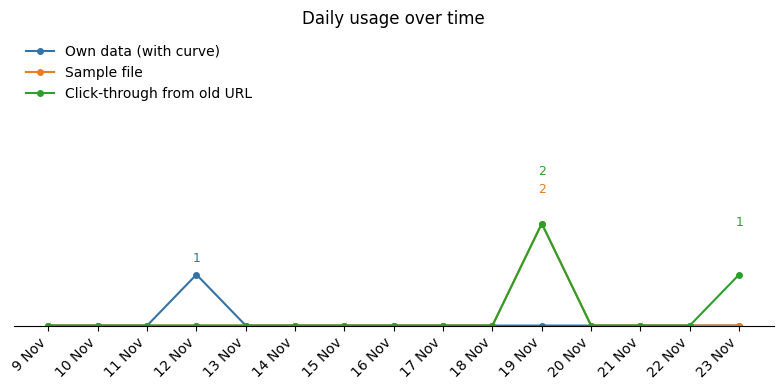 Daily usage over time
Own data (with curve)
Sample file
Click-through from old URL
2
2
1
1
9 Nov
10 Nov
11 Nov
12 Nov
13 Nov
14 Nov
15 Nov
16 Nov
17 Nov
18 Nov
19 Nov
20 Nov
21 Nov
22 Nov
23 Nov